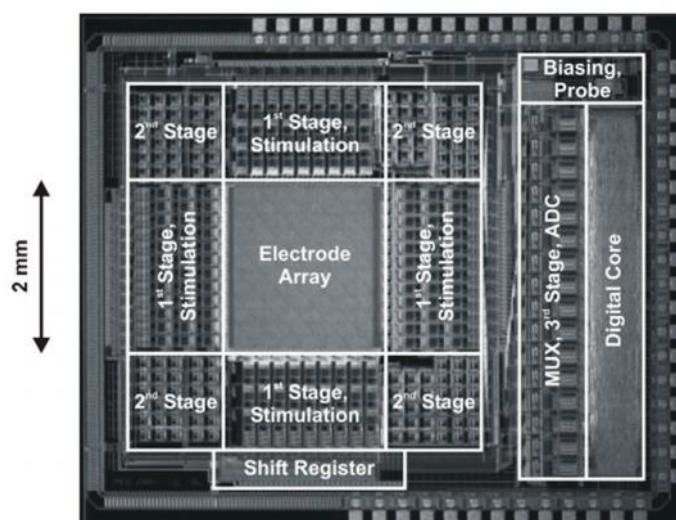 Biasing,
Probe
2nd Stage
1st Stage,
Stimulation
2nd Stage
2 mm
1st Stage,
Stimulation
Electrode
Array
1st Stage,
Stimulation
MUX, 3rd Stage, ADC
Digital Core
2nd Stage
1st Stage,
Stimulation
2nd Stage
Shift Register